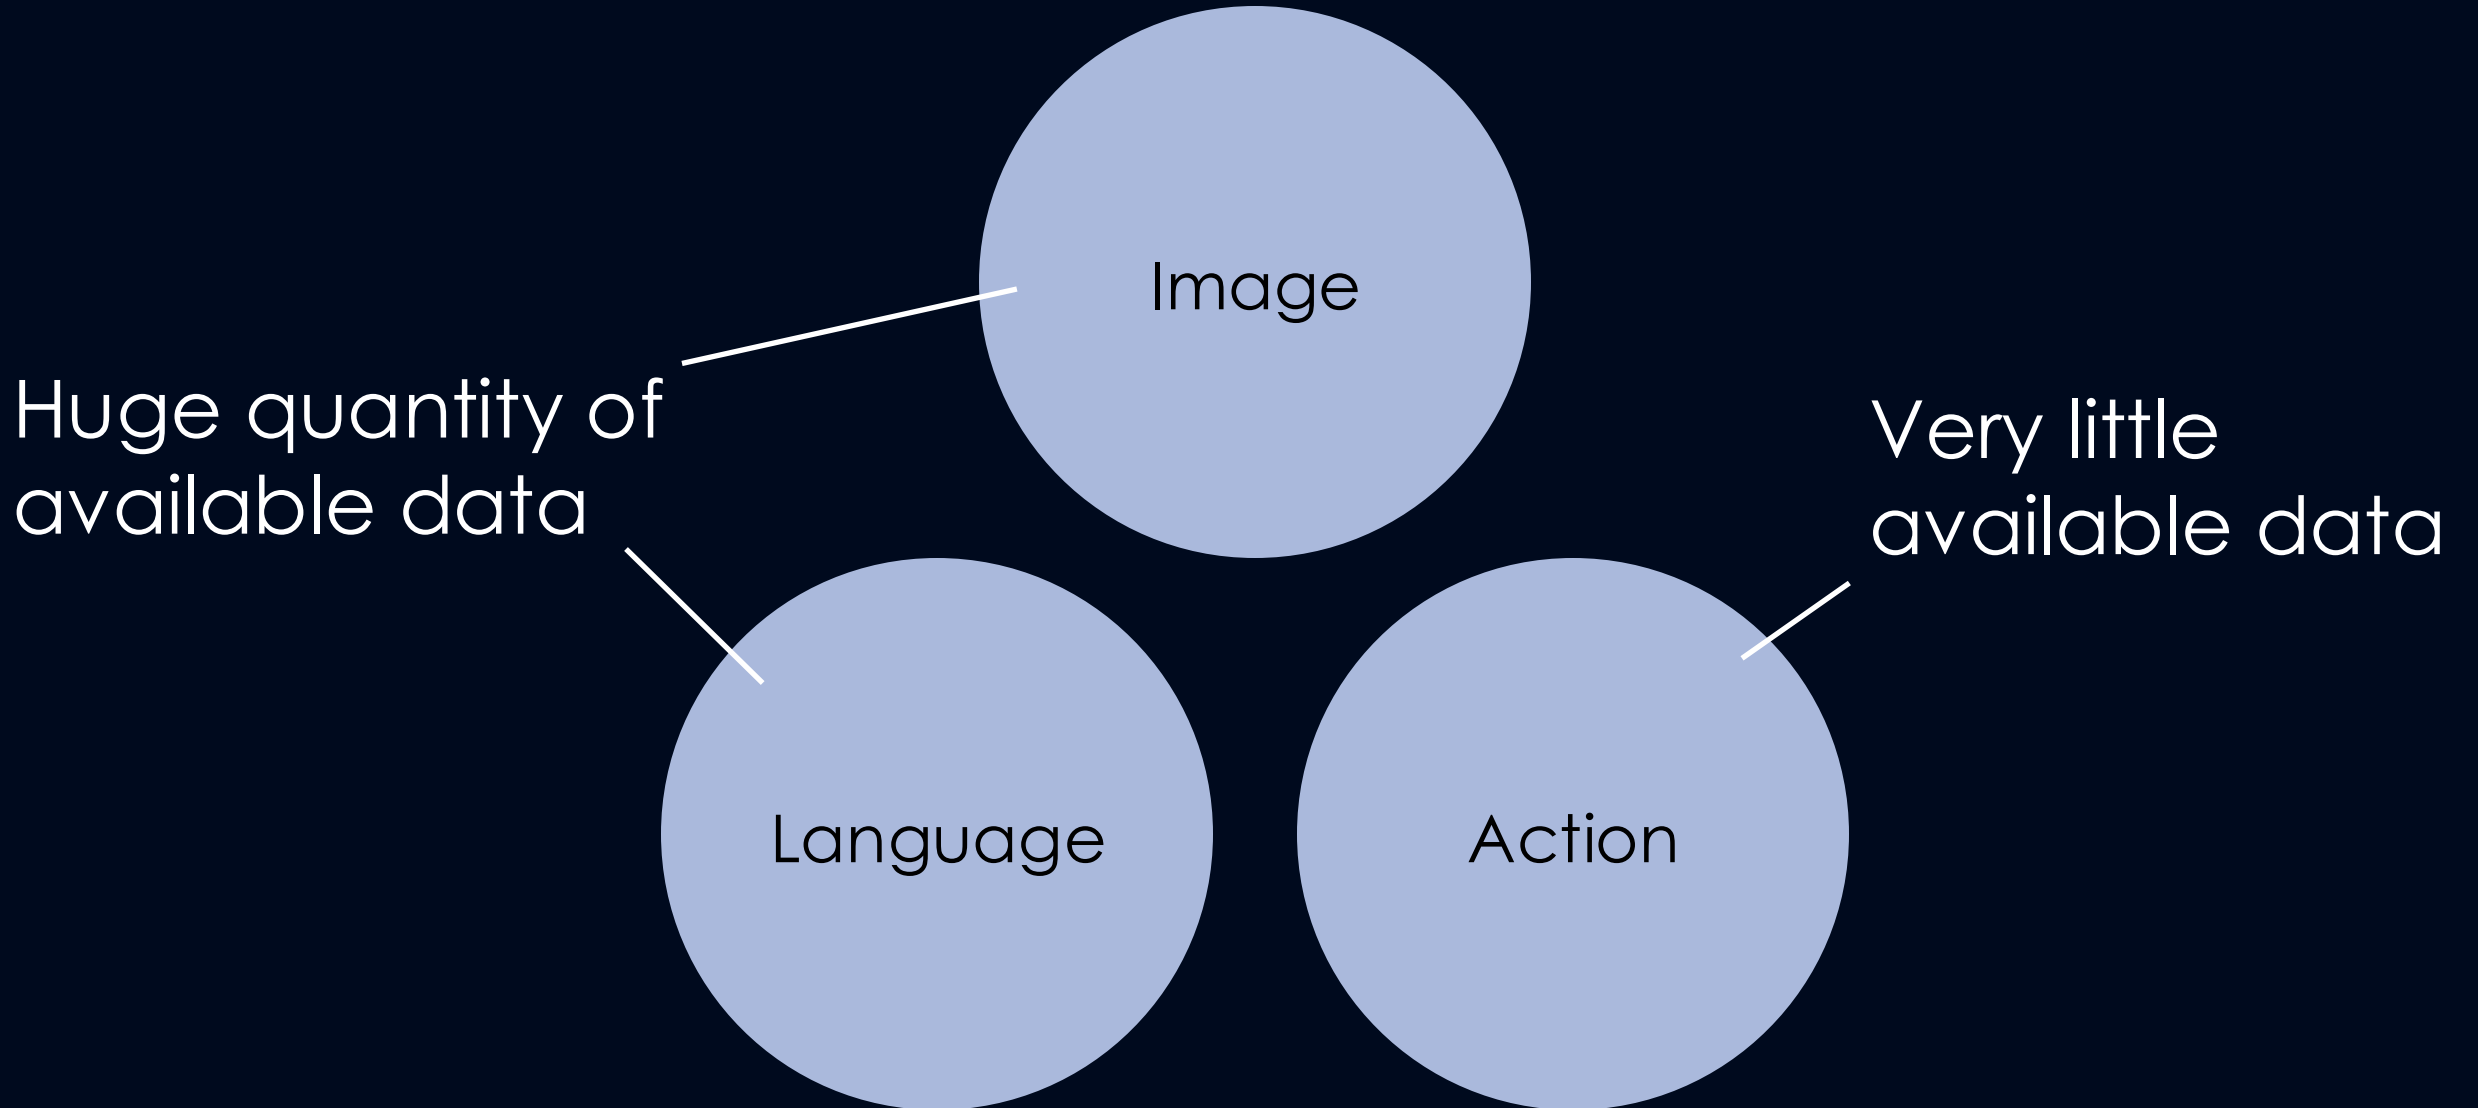 Image
Huge quantity of
available data
Very little
available data
Language
Action